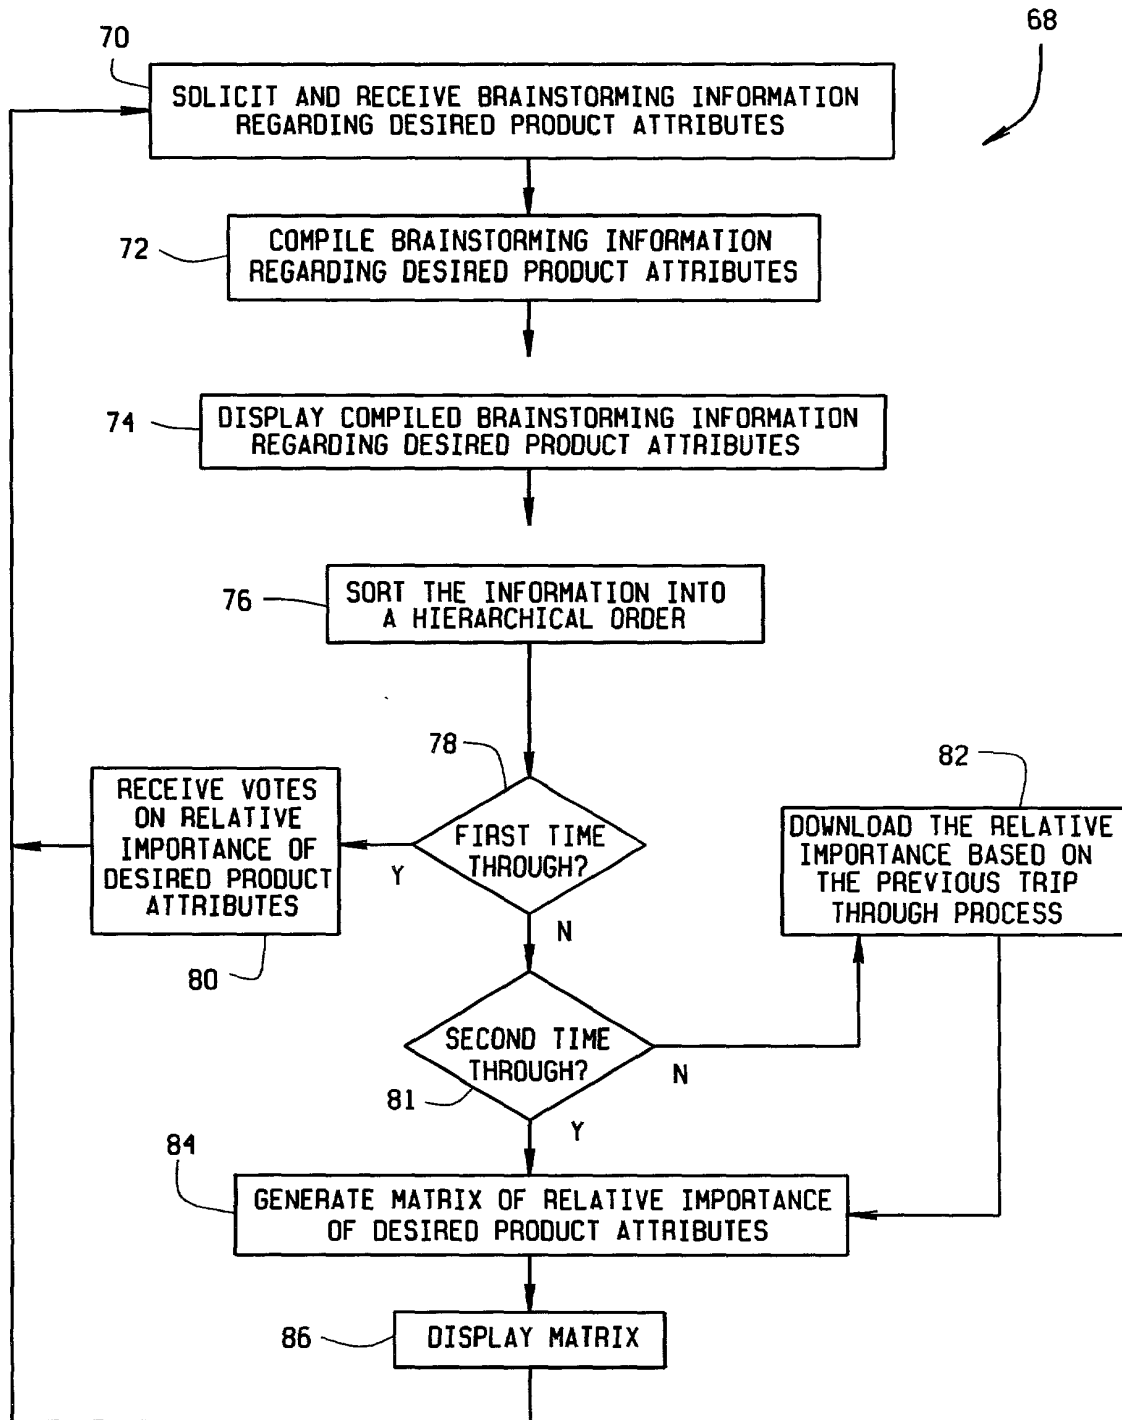 68
70
SOLICIT AND RECEIVE BRAINSTORMING INFORMATION
REGARDING DESIRED PRODUCT ATTRIBUTES
72
COMPILE BRAINSTORMING INFORMATION
REGARDING DESIRED PRODUCT ATTRIBUTES
74
DISPLAY COMPILED BRAINSTORMING INFORMATION
REGARDING DESIRED PRODUCT ATTRIBUTES
76
SORT THE INFORMATION INTO
A HIERARCHICAL ORDER
78
FIRST TIME
THROUGH?
Y
N
RECEIVE VOTES
ON RELATIVE
IMPORTANCE OF
DESIRED PRODUCT
ATTRIBUTES
80
82
DOWNLOAD THE RELATIVE
IMPORTANCE BASED ON
THE PREVIOUS TRIP
THROUGH PROCESS
SECOND TIME
THROUGH?
81
N
Y
84
GENERATE MATRIX OF RELATIVE IMPORTANCE
OF DESIRED PRODUCT ATTRIBUTES
86
DISPLAY MATRIX